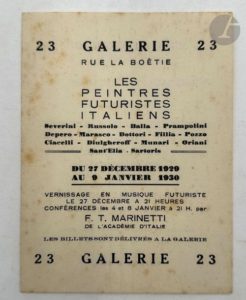 23 GALERIE 23
RUE LA BOËTIE
LES
PEINTRES
FUTURISTES
ITALIENS
Severini - Russolo - Balla - Prampolini
Depero - Marasco - Dottori - Fillia - Pozzo
Ciacelli - Diulgheroff - Munari - Oriani
Sant'Elia - Sartoris
DU 27 DÉCEMBRE 1929
AU 9 JANVIER 1930
VERNISSAGE EN MUSIQUE FUTURISTE
LE 27 DÉCEMBRE A 21 HEURES
CONFÉRENCES les 4 et 8 JANVIER à 21 H. par
F. T. MARINETTI
DE L'ACADÉMIE D'ITALIE
LES BILLETS SONT DÉLIVRÉS A LA GALERIE
23 GALERIE 23